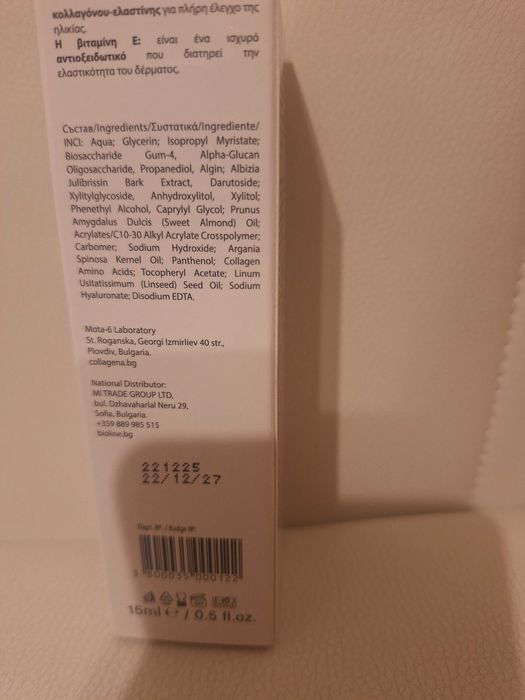 κολλαγόνου-ελαστίνης για πλήρη έλεγχο της
ηλικίας.
Η βιταμίνη Ε: είναι ένα ισχυρό
αντιοξειδωτικό που διατηρεί την
ελαστικότητα του δέρματος.
Състав/Ingredients/Συστατικά/Ingrediente/
INCI: Aqua; Glycerin; Isopropyl Myristate;
Biosaccharide Gum-4, Alpha-Glucan
Oligosaccharide, Propanediol, Algin; Albizia
Julibrissin Bark Extract, Darutoside;
Xylitylglycoside, Anhydroxylitol, Xylitol;
Phenethyl Alcohol, Caprylyl Glycol; Prunus
Amygdalus Dulcis (Sweet Almond) Oil;
Acrylates/C10-30 Alkyl Acrylate Crosspolymer;
Carbomer; Sodium Hydroxide; Argania
Spinosa Kernel Oil; Panthenol; Collagen
Amino Acids; Tocopheryl Acetate; Linum
Usitatissimum (Linseed) Seed Oil; Sodium
Hyaluronate; Disodium EDTA.
Mota-6 Laboratory
St. Roganska, Georgi Izmirliev 40 str.,
Plovdiv, Bulgaria.
collagena.bg
National Distributor:
MI TRADE GROUP LTD,
bul. Dzhavaharlal Neru 29,
Sofia, Bulgaria.
+359 889 985 515
bioline.bg
221225
22/12/27
3 800035 000122
15ml e / 0.5 fl.oz.